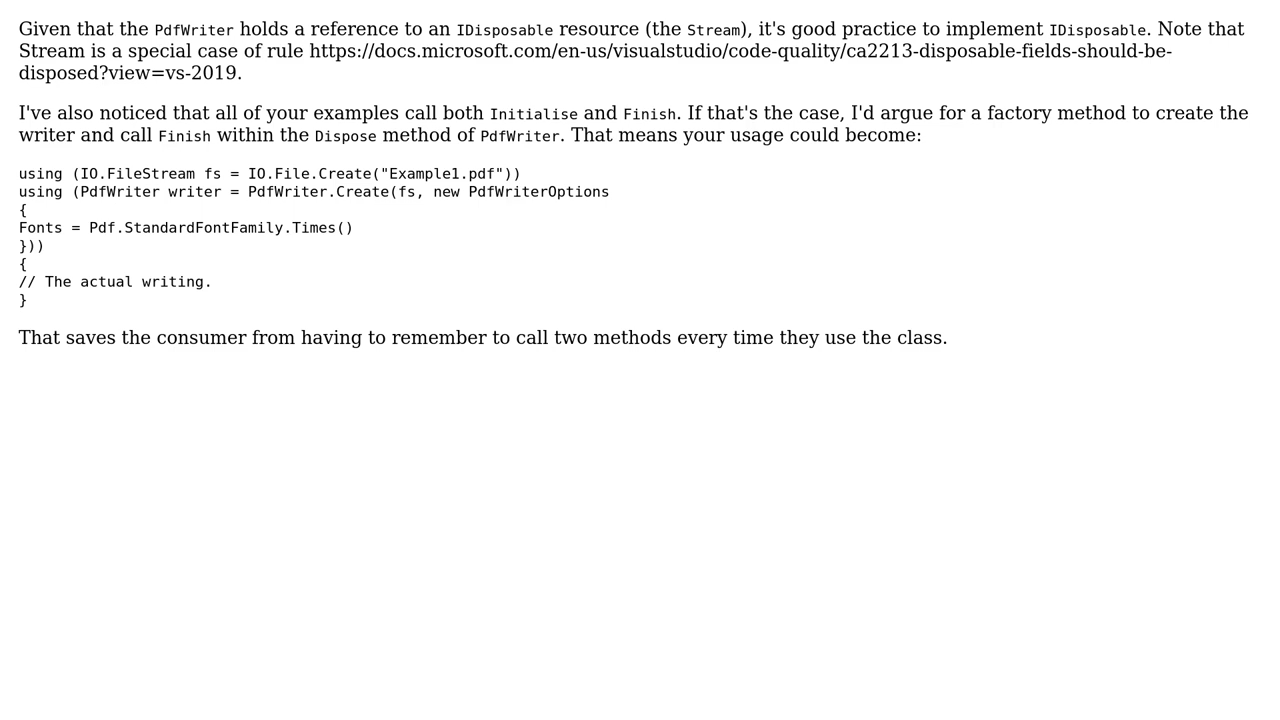 Given that the PdfWriter holds a reference to an IDisposable resource (the Stream), it's good practice to implement IDisposable. Note that
Stream is a special case of rule https://docs.microsoft.com/en-us/visualstudio/code-quality/ca2213-disposable-fields-should-be-
disposed?view=vs-2019.
I've also noticed that all of your examples call both Initialise and Finish. If that's the case, I'd argue for a factory method to create the
writer and call Finish within the Dispose method of PdfWriter. That means your usage could become:
using (IO.FileStream fs = IO.File.Create("Example1.pdf"))
using (PdfWriter writer = PdfWriter.Create(fs, new PdfWriterOptions
{
Fonts = Pdf.StandardFontFamily.Times()
}))
{
// The actual writing.
}
That saves the consumer from having to remember to call two methods every time they use the class.